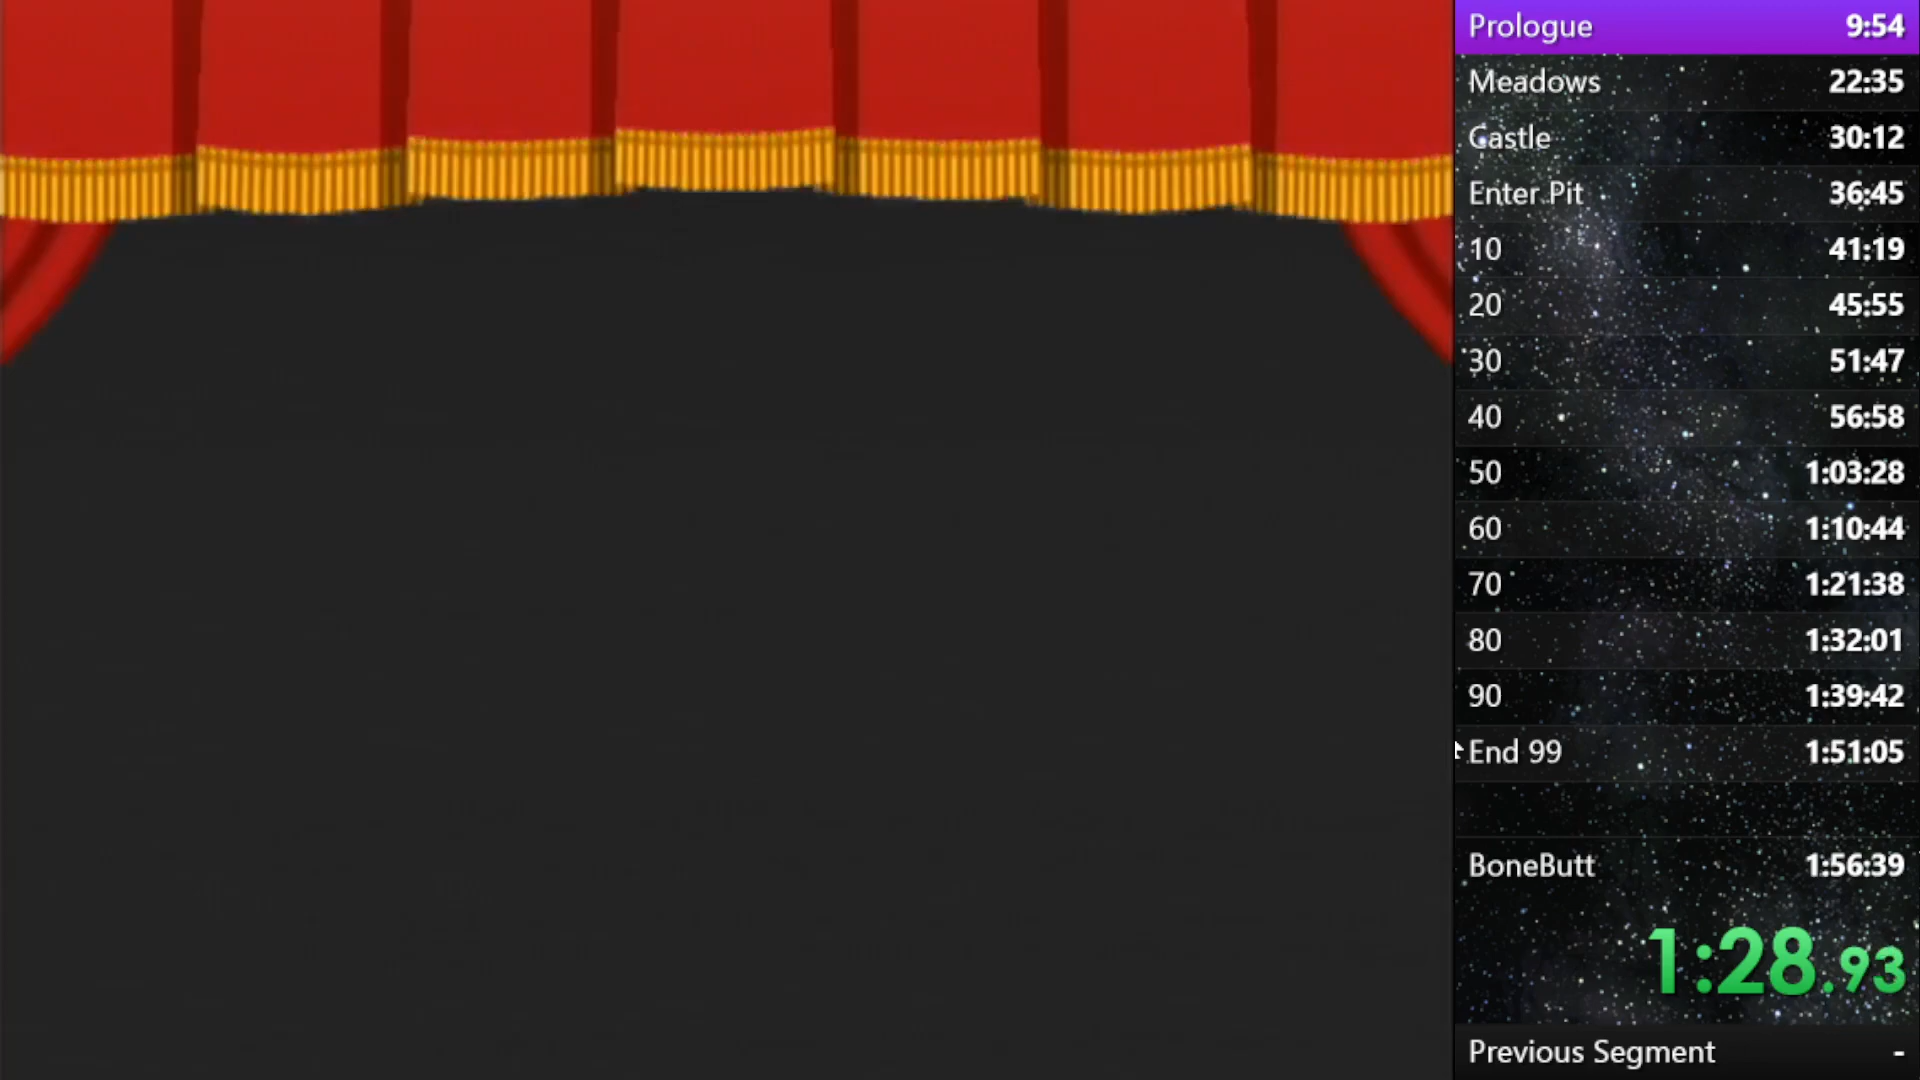 Prologue 9:54
Meadows 22:35
Castle 30:12
Enter Pit 36:45
10 41:19
20 45:55
30 51:47
40 56:58
50 1:03:28
60 1:10:44
70 1:21:38
80 1:32:01
90 1:39:42
End 99 1:51:05
BoneButt 1:56:39
1:28.93
Previous Segment -